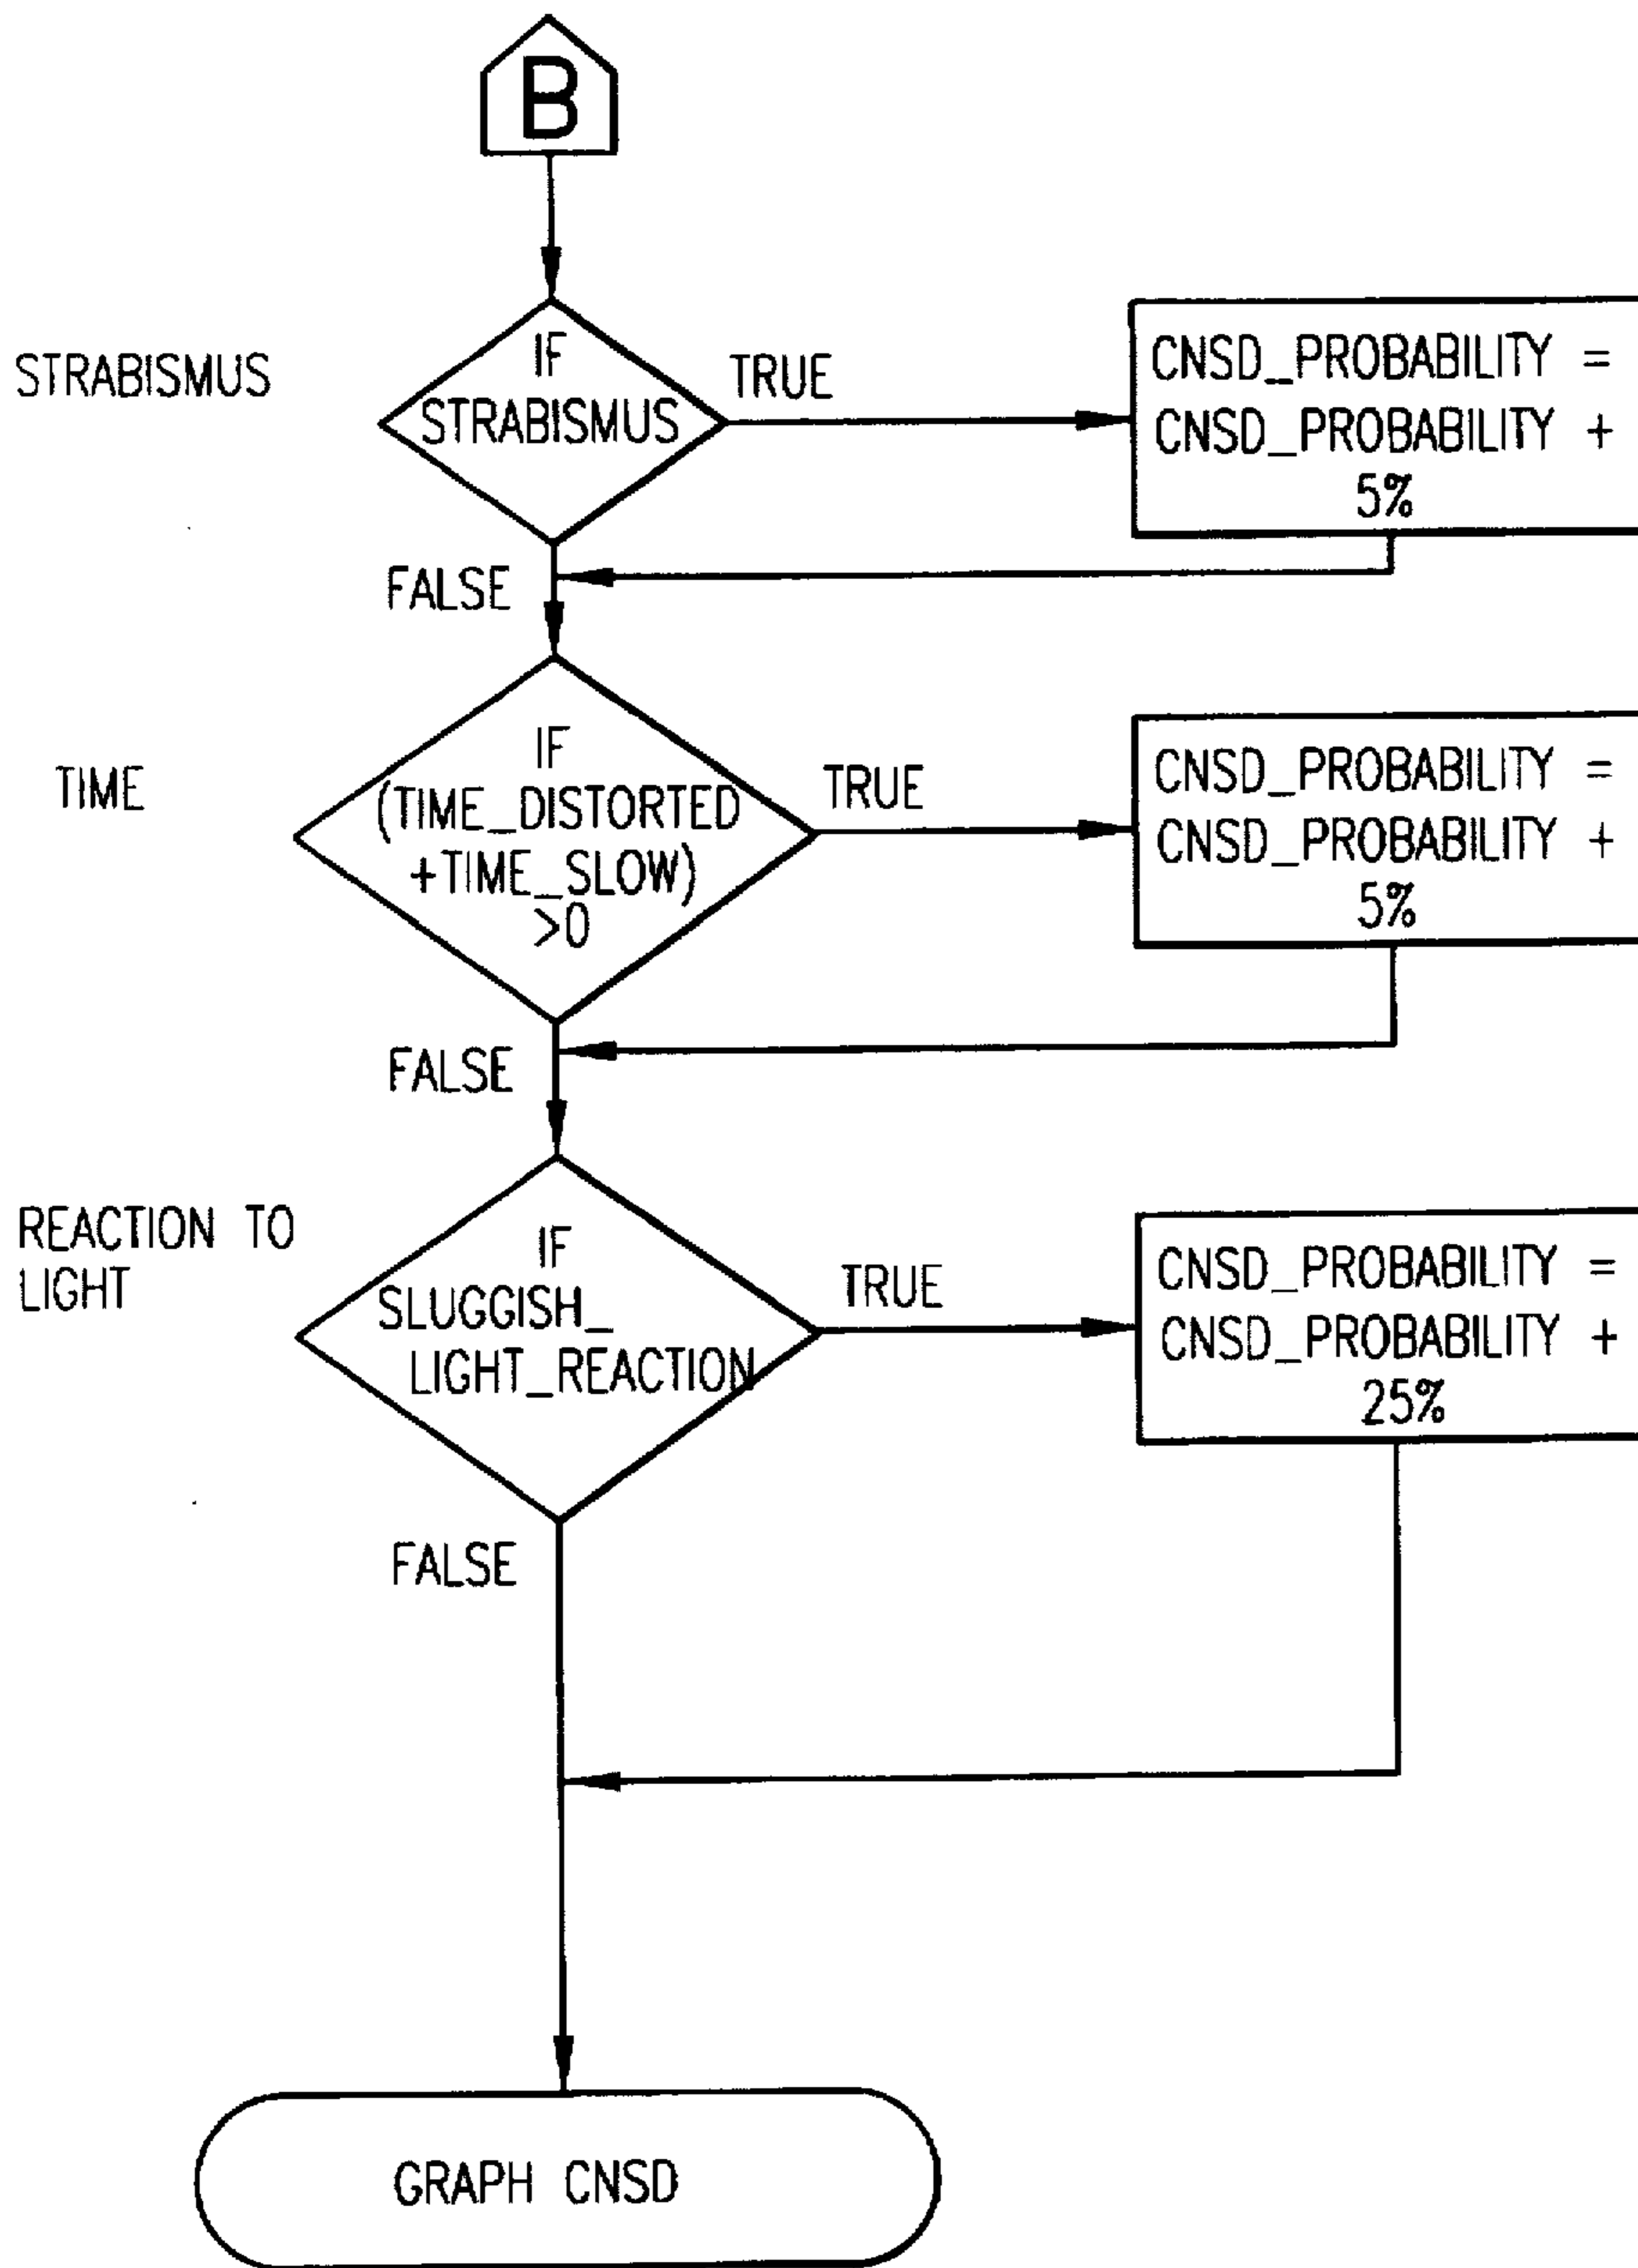 B
STRABISMUS
IF
STRABISMUS
TRUE
CNSD_PROBABILITY =
CNSD_PROBABILITY +
5%
FALSE
TIME
IF
(TIME_DISTORTED
+TIME_SLOW)
>0
TRUE
CNSD_PROBABILITY =
CNSD_PROBABILITY +
5%
FALSE
REACTION TO
LIGHT
IF
SLUGGISH_
LIGHT_REACTION
TRUE
CNSD_PROBABILITY =
CNSD_PROBABILITY +
25%
FALSE
GRAPH CNSD